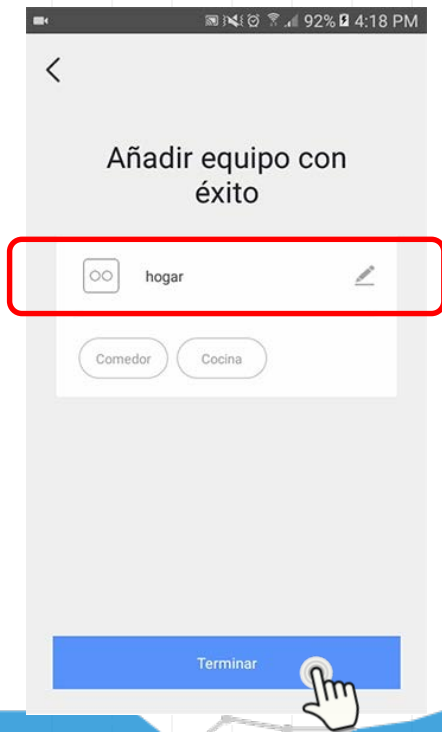 92% 4:18 PM
Añadir equipo con
éxito
hogar
Comedor Cocina
Terminar